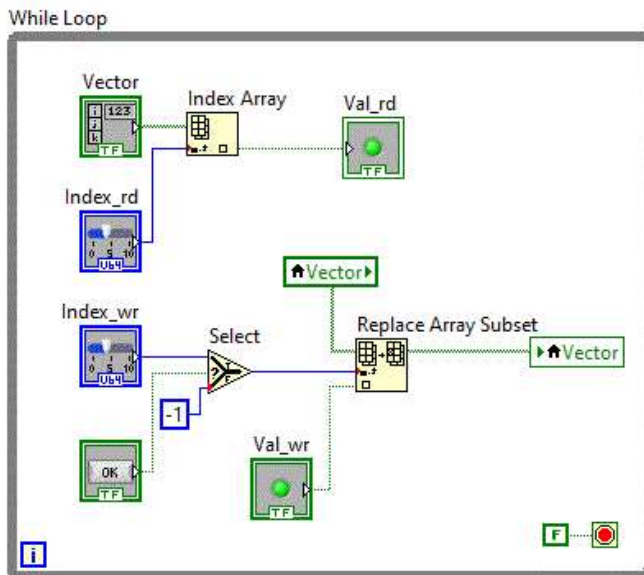 While Loop
Vector
Index Array
Val_rd
i 123
j
k
TF
TF
Index_rd
0 5 10
U64
Vector
Index_wr
Select
Replace Array Subset
Vector
0 5 10
U64
T
?
F
-1
Val_wr
OK
TF
TF
F
i